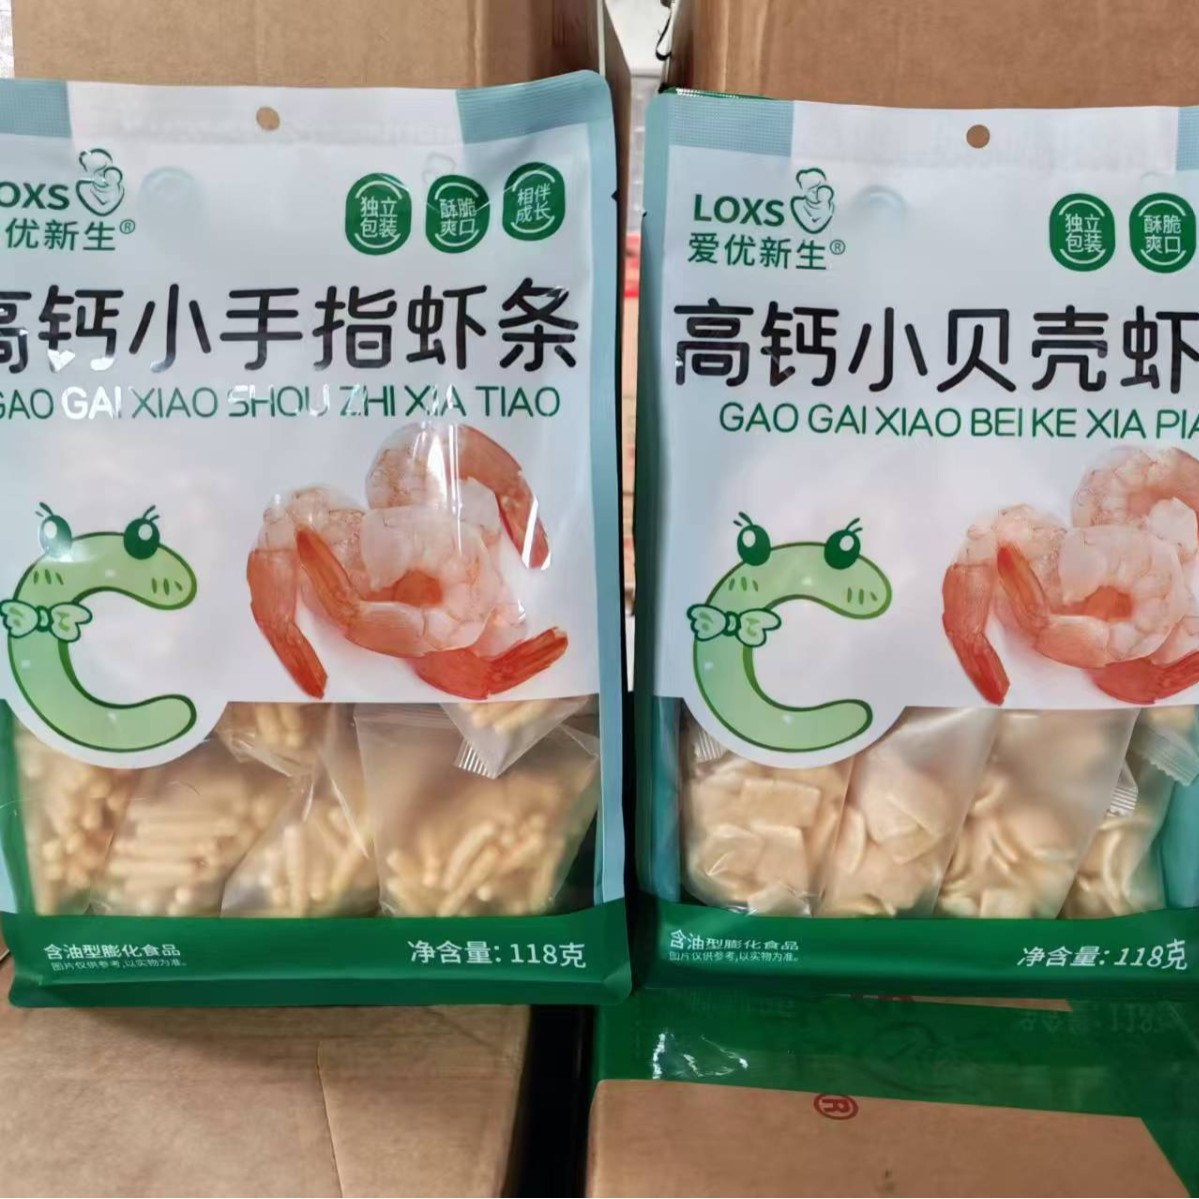 OXS
优新生®
独立
包装
酥脆
爽口
相伴
成长
高钙小手指虾条
GAO GAI XIAO SHOU ZHI XIA TIAO
含油型膨化食品
图片仅供参考,以实物为准。
净含量:118克
LOXS
爱优新生®
独立
包装
酥脆
爽口
高钙小贝壳虾
GAO GAI XIAO BEI KE XIA PIA
含油型膨化食品
图片仅供参考,以实物为准。
净含量:118克
®